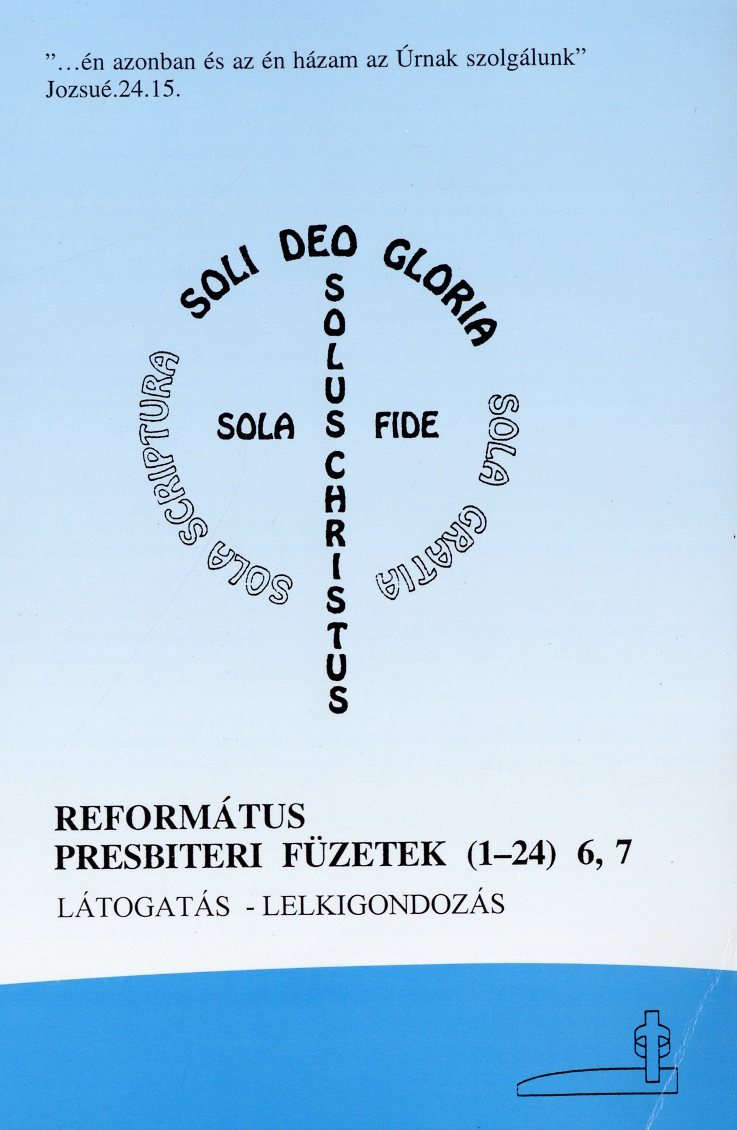 "...én azonban és az én házam az Úrnak szolgálunk"
Jozsué.24.15.
SOLI DEO GLORIA
SOLUS CHRISTUS
SOLA FIDE
SOLA SCRIPTURA
SOLA GRATIA
REFORMÁTUS
PRESBITERI FÜZETEK (1–24) 6, 7
LÁTOGATÁS - LELKIGONDOZÁS